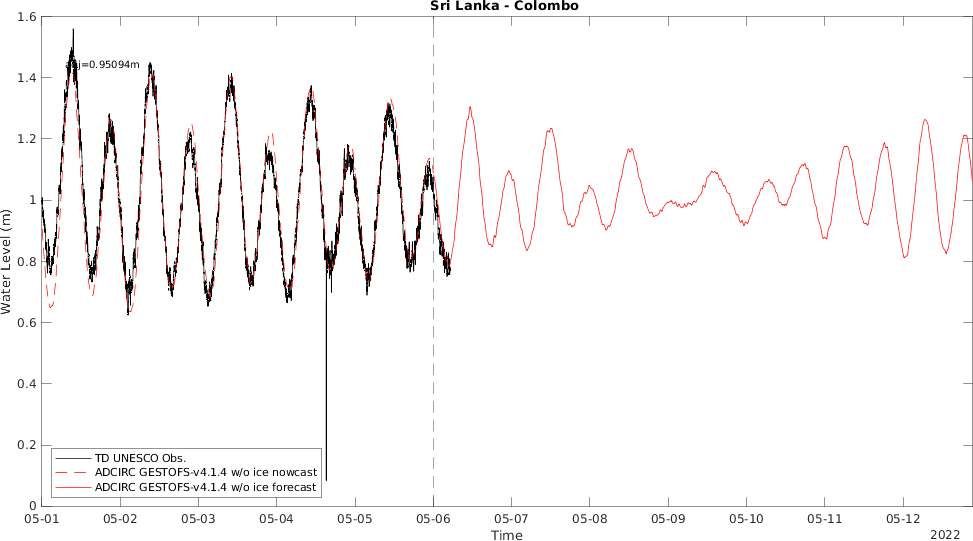 Sri Lanka - Colombo
1.6
1.4
1.2
1
0.8
0.6
0.4
0.2
0
Water Level (m)
=0.95094m
TD UNESCO Obs.
ADCIRC GESTOFS-v4.1.4 w/o ice nowcast
ADCIRC GESTOFS-v4.1.4 w/o ice forecast
05-01 05-02 05-03 05-04 05-05 05-06 05-07 05-08 05-09 05-10 05-11 05-12
Time
2022